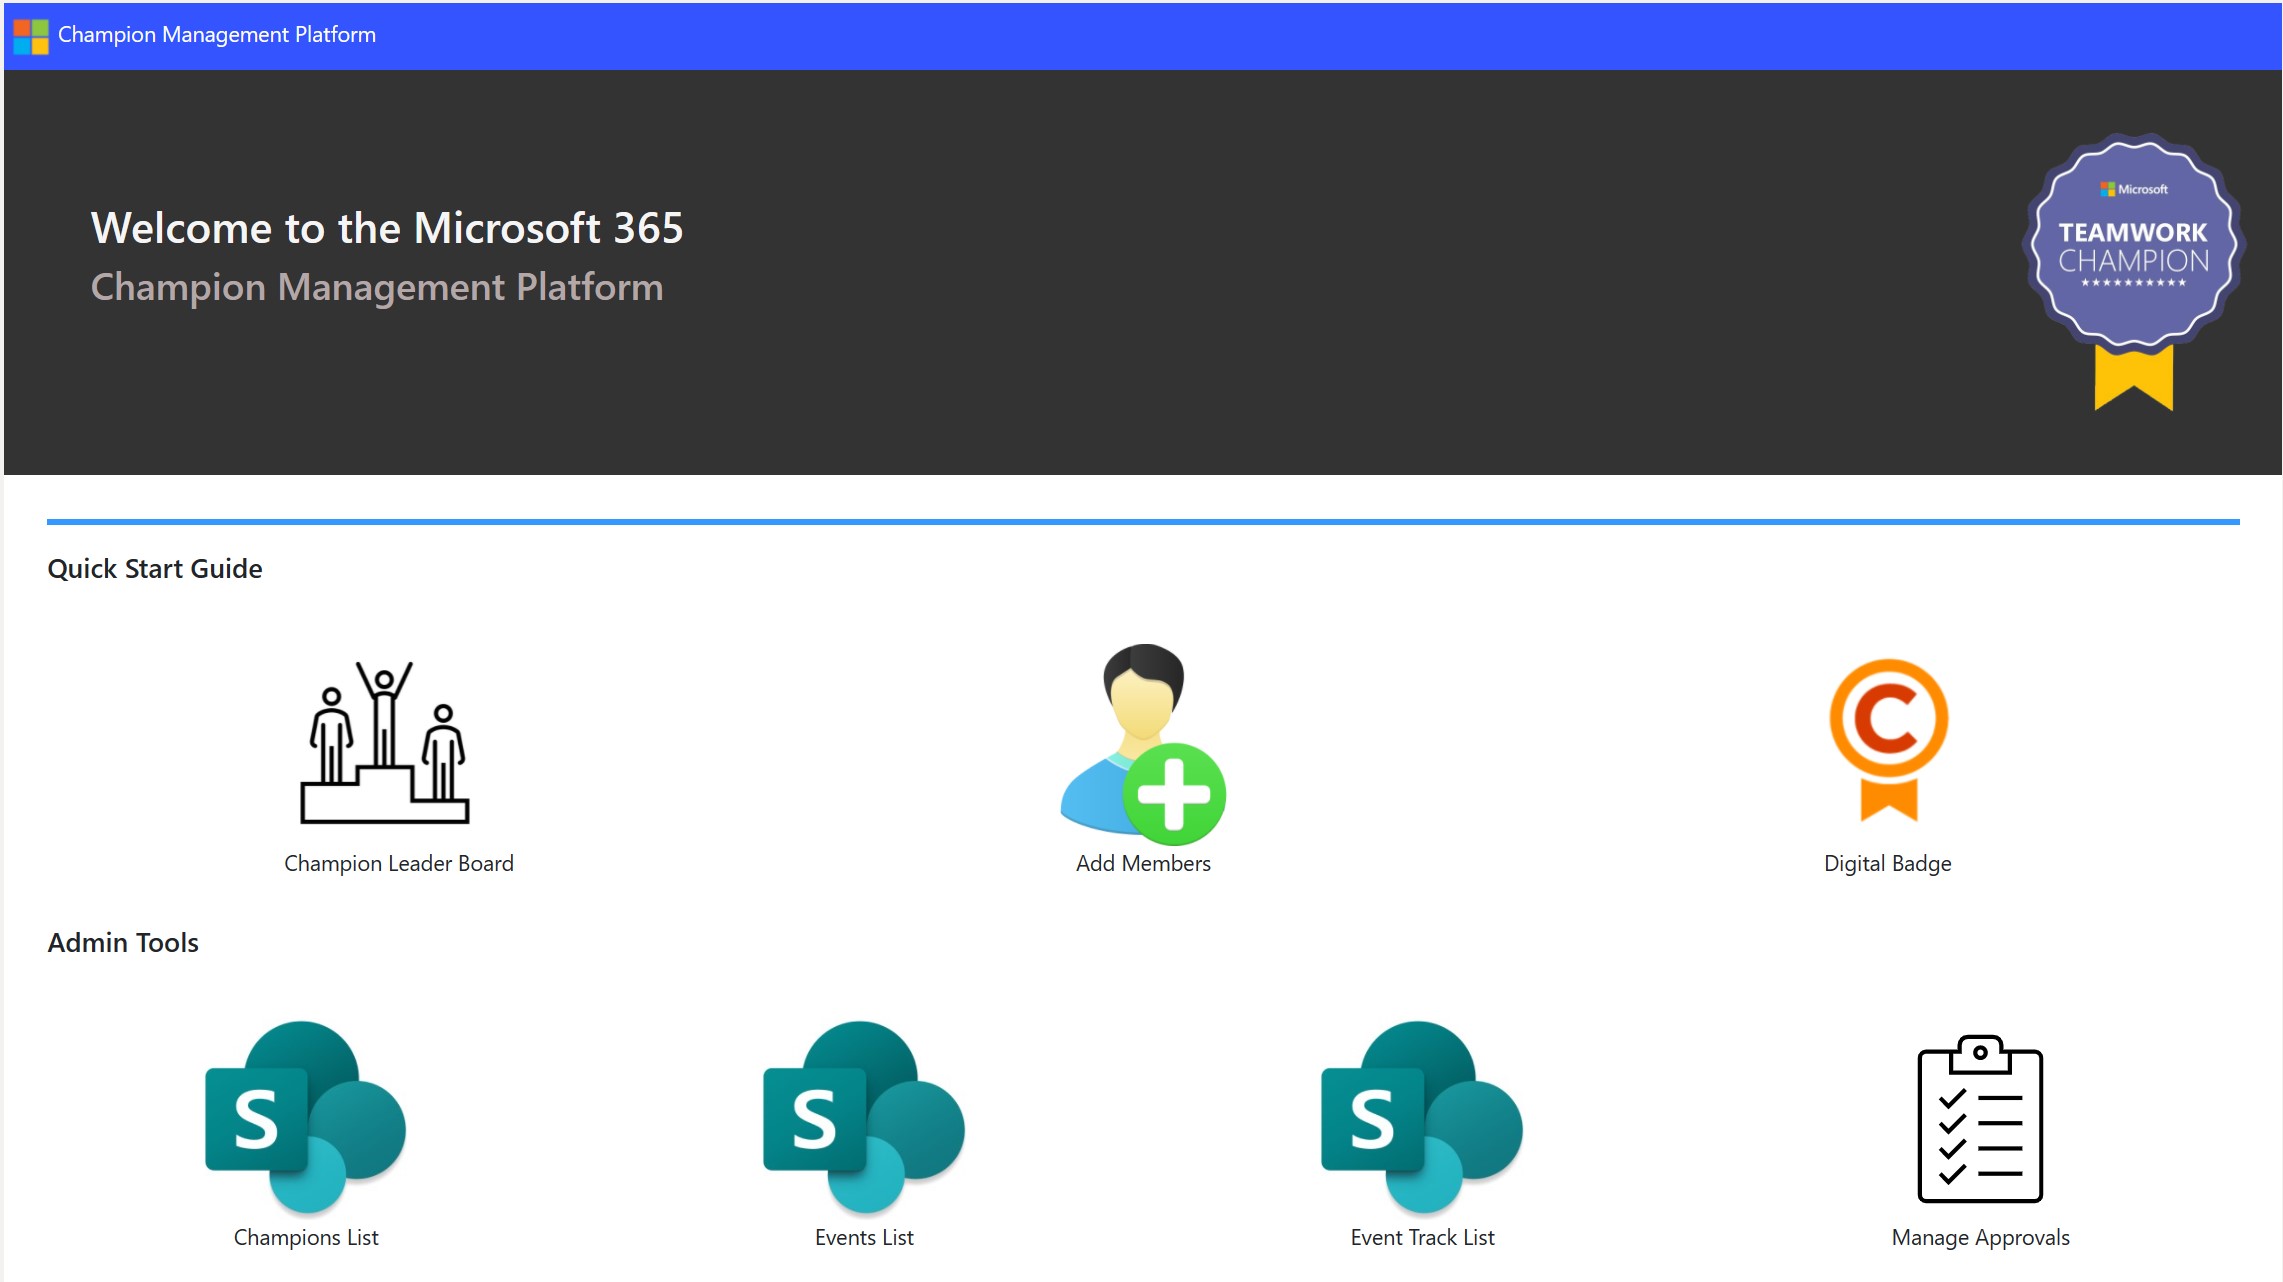 Champion Management Platform
Welcome to the Microsoft 365
Champion Management Platform
Microsoft
TEAMWORK
CHAMPION
Quick Start Guide
C
Champion Leader Board
Add Members
Digital Badge
Admin Tools
S
S
S
Champions List
Events List
Event Track List
Manage Approvals